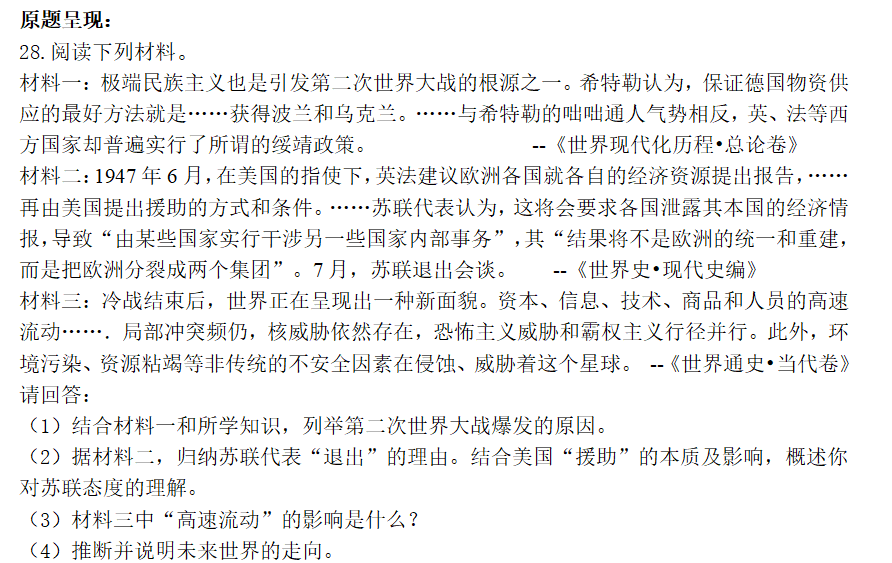 原题呈现：
28.阅读下列材料。
材料一：极端民族主义也是引发第二次世界大战的根源之一。希特勒认为，保证德国物资供
应的最好方法就是……获得波兰和乌克兰。……与希特勒的咄咄通人气势相反，英、法等西
方国家却普遍实行了所谓的绥靖政策。 --《世界现代化历程•总论卷》
材料二：1947年6月，在美国的指使下，英法建议欧洲各国就各自的经济资源提出报告，……
再由美国提出援助的方式和条件。……苏联代表认为，这将会要求各国泄露其本国的经济情
报，导致“由某些国家实行干涉另一些国家内部事务”，其“结果将不是欧洲的统一和重建，
而是把欧洲分裂成两个集团”。7月，苏联退出会谈。 --《世界史•现代史编》
材料三：冷战结束后，世界正在呈现出一种新面貌。资本、信息、技术、商品和人员的高速
流动…….局部冲突频仍，核威胁依然存在，恐怖主义威胁和霸权主义行径并行。此外，环
境污染、资源粘竭等非传统的不安全因素在侵蚀、威胁着这个星球。 --《世界通史•当代卷》
请回答：
（1）结合材料一和所学知识，列举第二次世界大战爆发的原因。
（2）据材料二，归纳苏联代表“退出”的理由。结合美国“援助”的本质及影响，概述你
对苏联态度的理解。
（3）材料三中“高速流动”的影响是什么？
（4）推断并说明未来世界的走向。